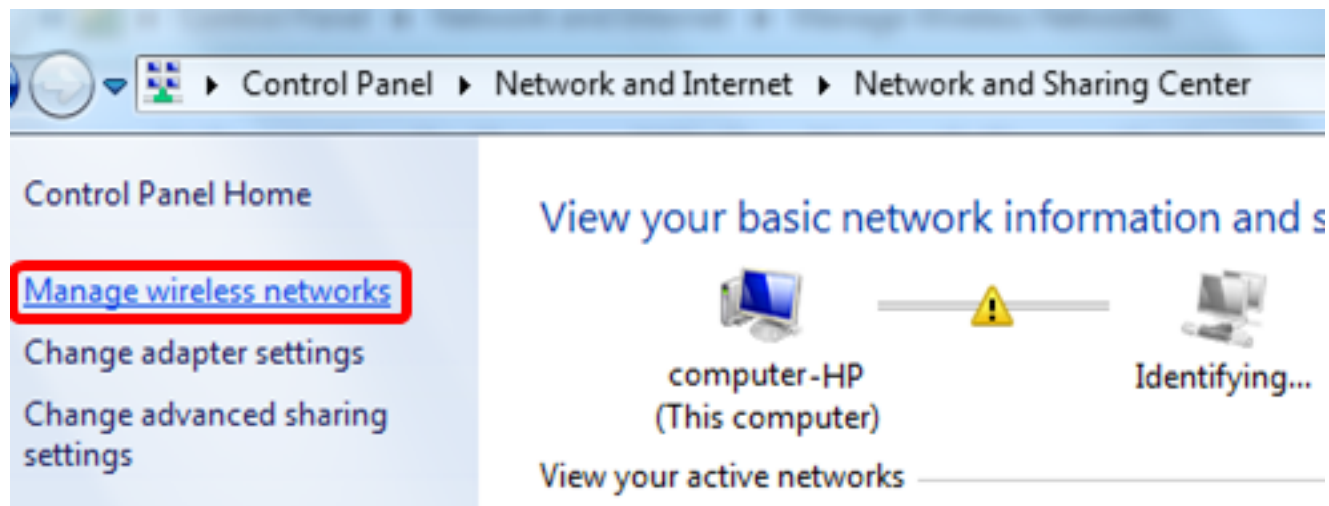 Control Panel ▸ Network and Internet ▸ Network and Sharing Center
Control Panel Home
Manage wireless networks
Change adapter settings
Change advanced sharing
settings
View your basic network information and s
computer-HP
(This computer)
Identifying...
View your active networks